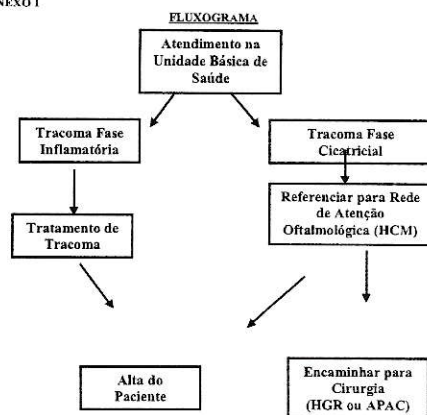 NEXO I
FLUXOGRAMA
Atendimento na
Unidade Básica de
Saúde
Tracoma Fase
Inflamatória
Tracoma Fase
Cicatricial
Referenciar para Rede
de Atenção
Oftalmológica (HCM)
Tratamento de
Tracoma
Alta do
Paciente
Encaminhar para
Cirurgia
(HGR ou APAC)